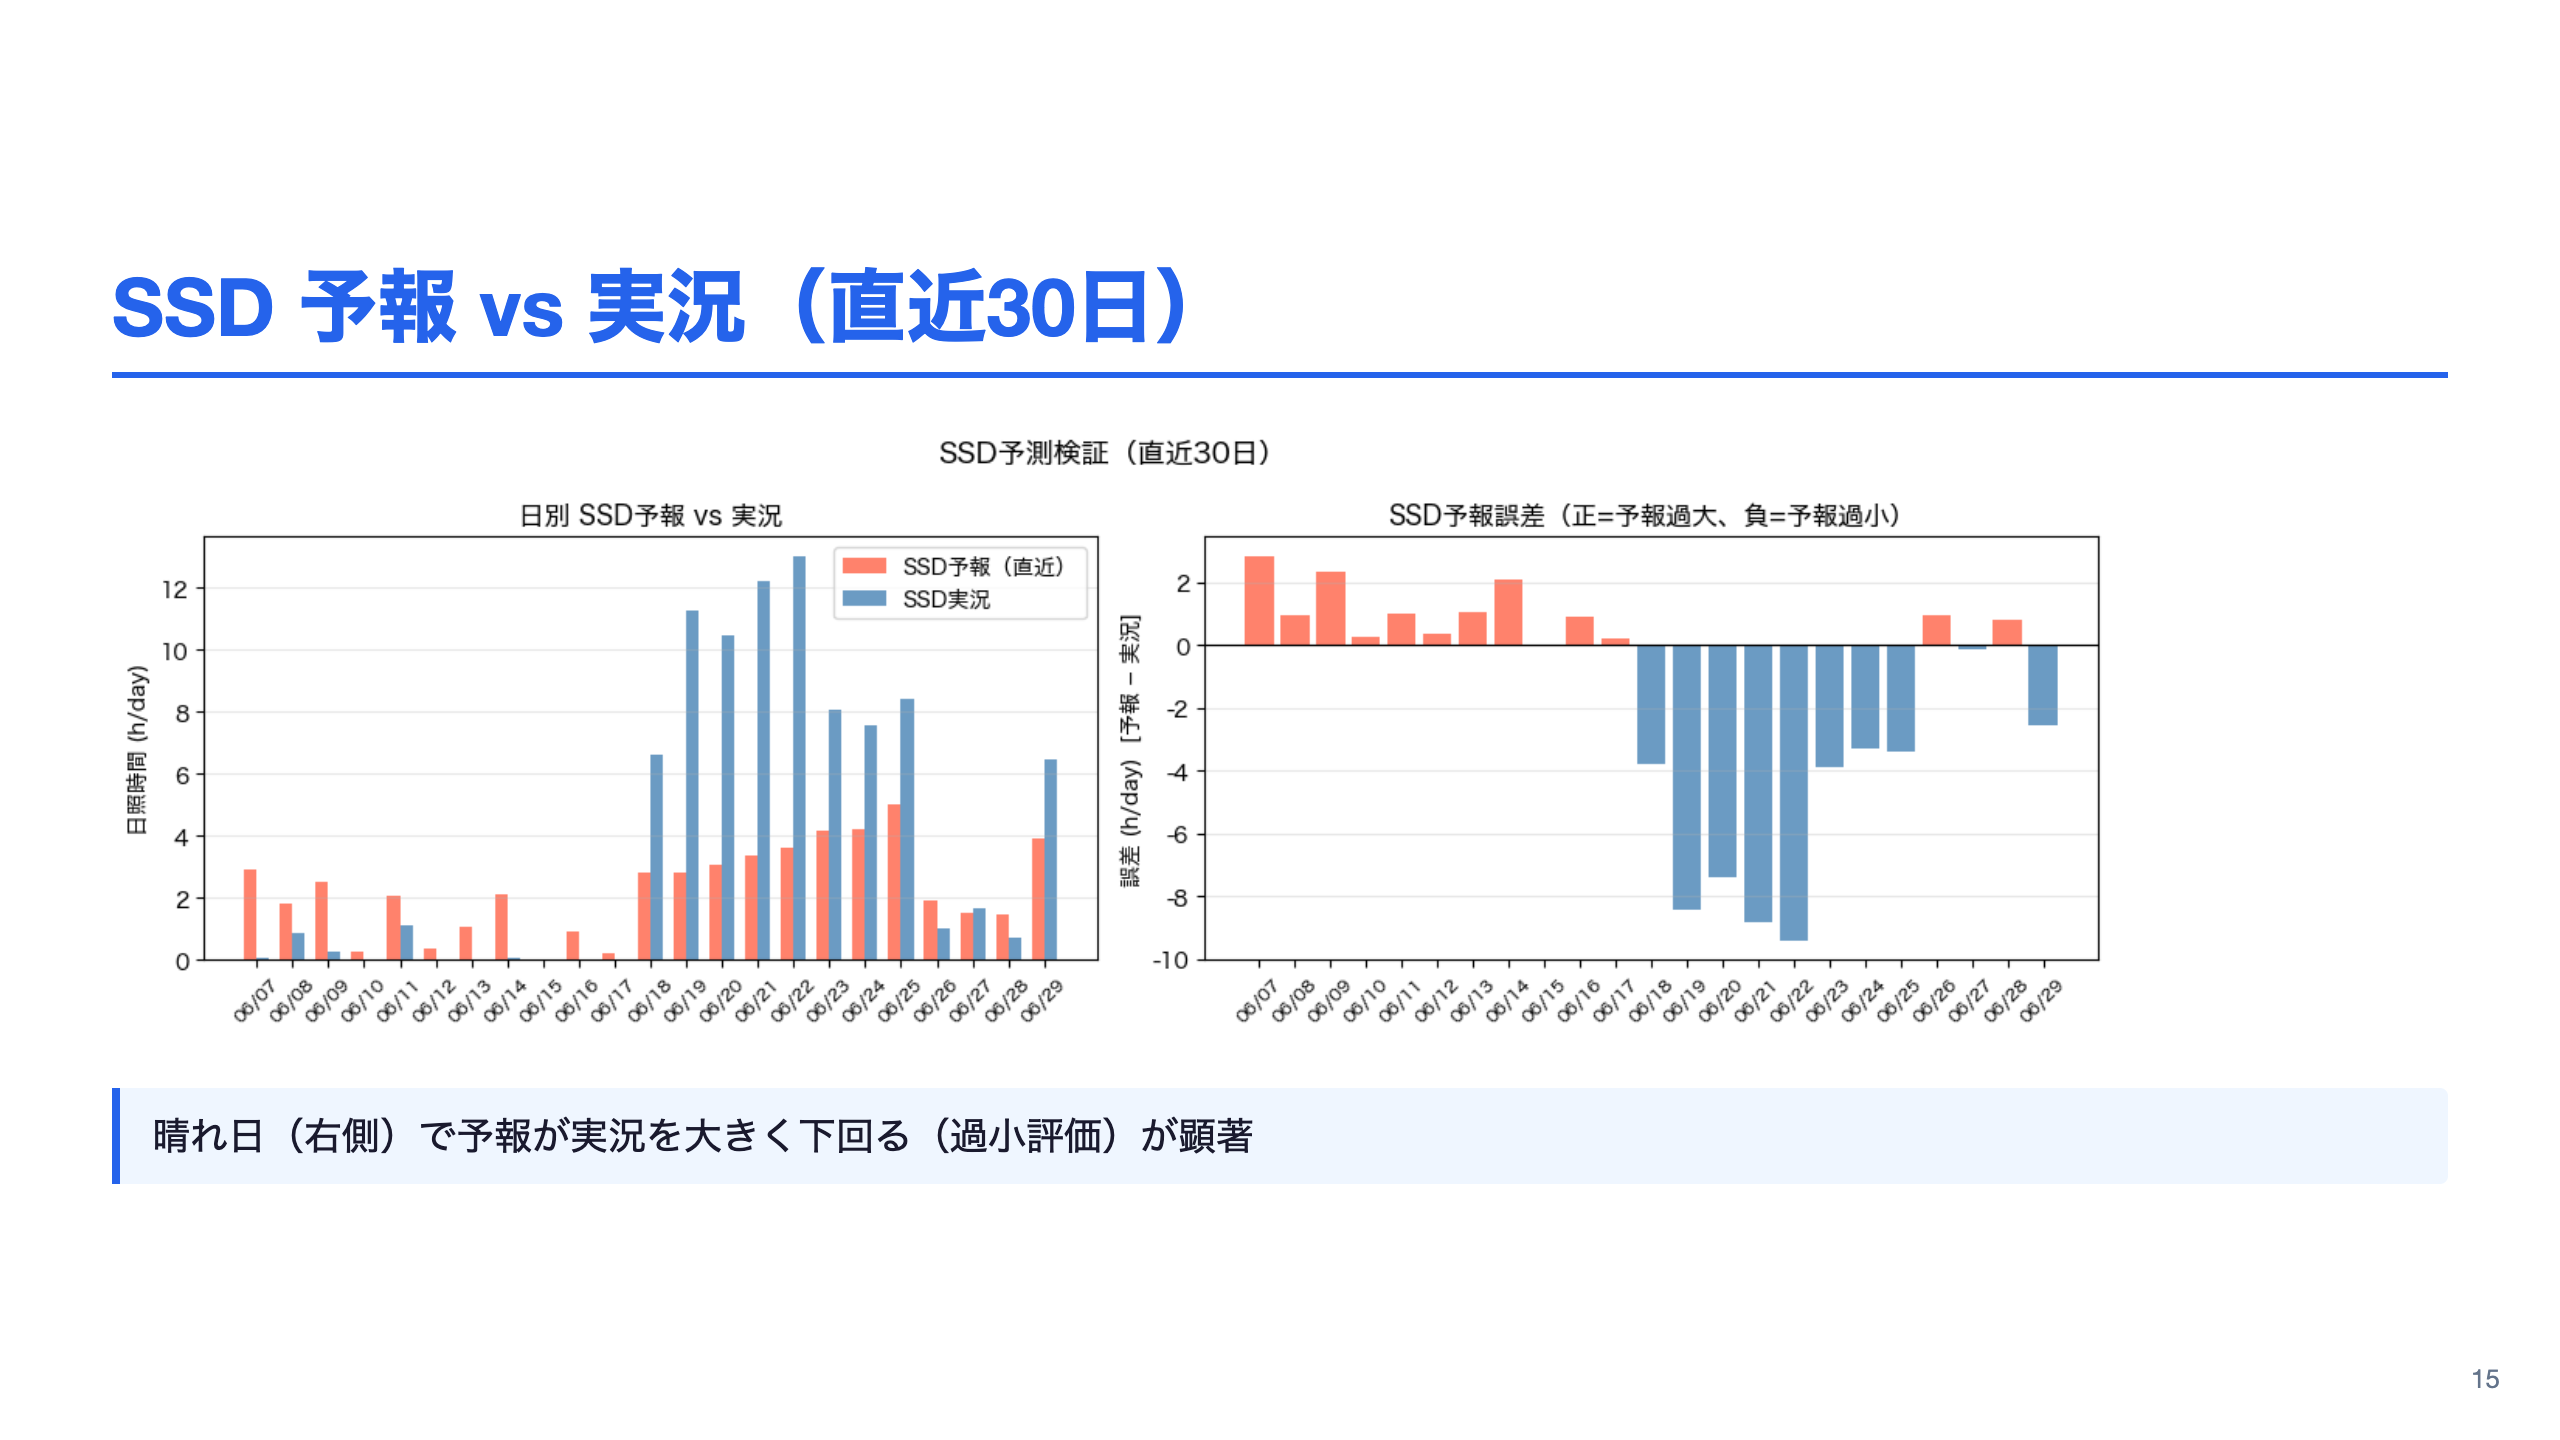 SSD 予報 vs 実況（直近30日）
SSD予測検証（直近30日）
日別 SSD予報 vs 実況
SSD予報（直近）
SSD実況
日照時間 (h/day)
12
10
8
6
4
2
0
06/07 06/08 06/09 06/10 06/11 06/12 06/13 06/14 06/15 06/16 06/17 06/18 06/19 06/20 06/21 06/22 06/23 06/24 06/25 06/26 06/27 06/28 06/29
SSD予報誤差（正=予報過大、負=予報過小）
誤差 (h/day) [予報 − 実況]
2
0
-2
-4
-6
-8
-10
06/07 06/08 06/09 06/10 06/11 06/12 06/13 06/14 06/15 06/16 06/17 06/18 06/19 06/20 06/21 06/22 06/23 06/24 06/25 06/26 06/27 06/28 06/29
晴れ日（右側）で予報が実況を大きく下回る（過小評価）が顕著
15